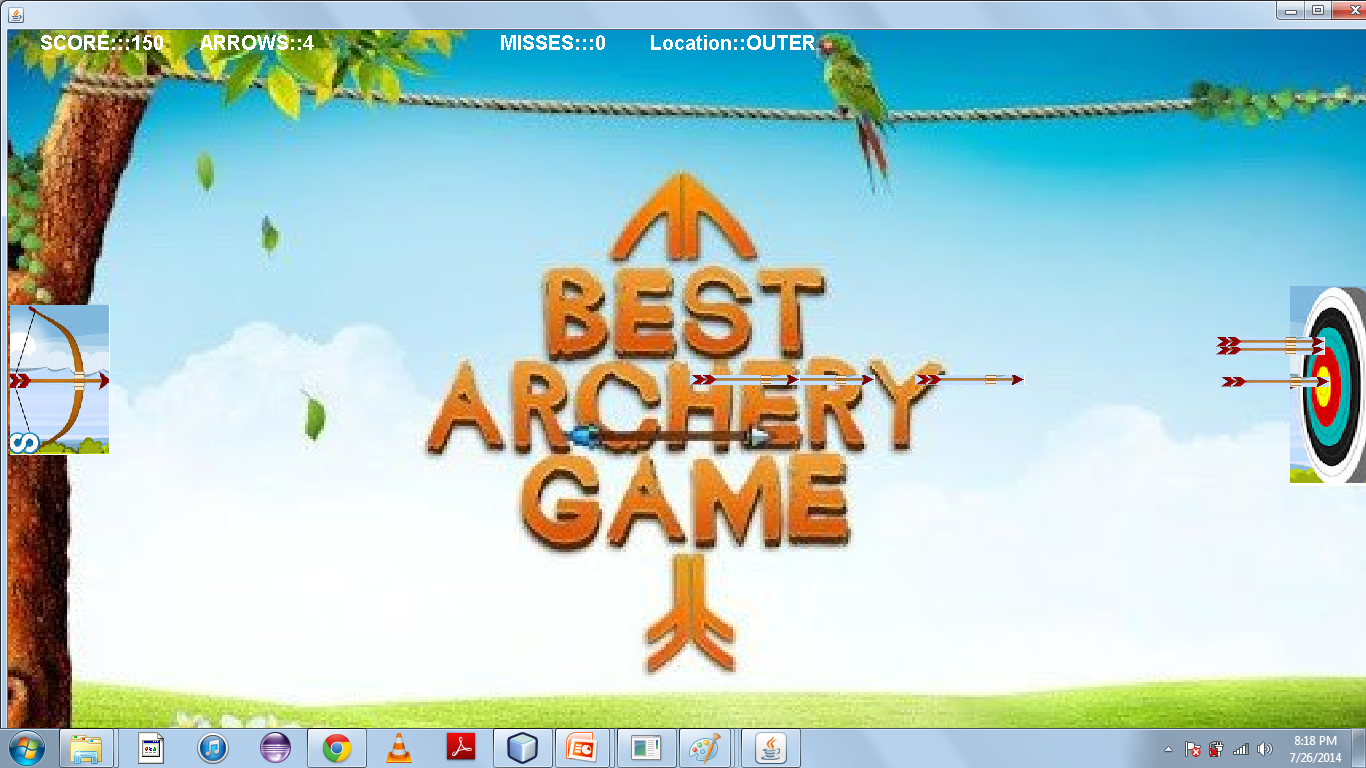 SCORE:::150 ARROWS::4 MISSES:::0 Location::OUTER
BEST
ARCHERY
GAME
8:18 PM
7/26/2014